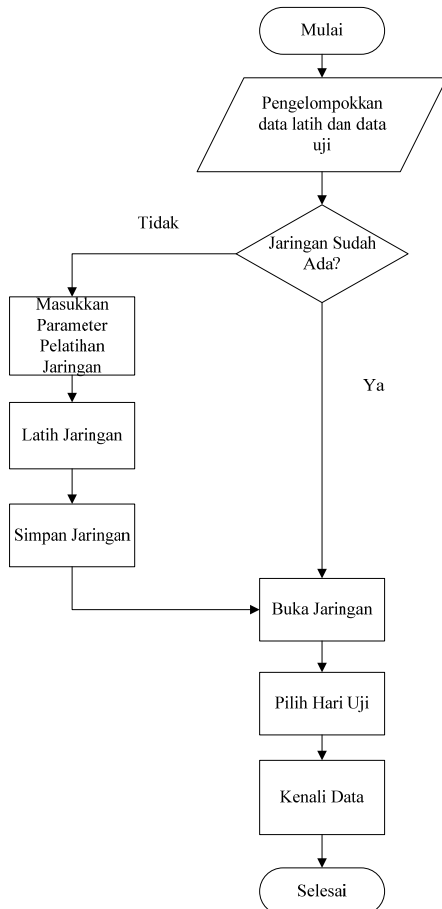 Mulai
Pengelompokkan
data latih dan data
uji
Jaringan Sudah
Ada?
Tidak
Masukkan
Parameter
Pelatihan
Jaringan
Ya
Latih Jaringan
Simpan Jaringan
Buka Jaringan
Pilih Hari Uji
Kenali Data
Selesai